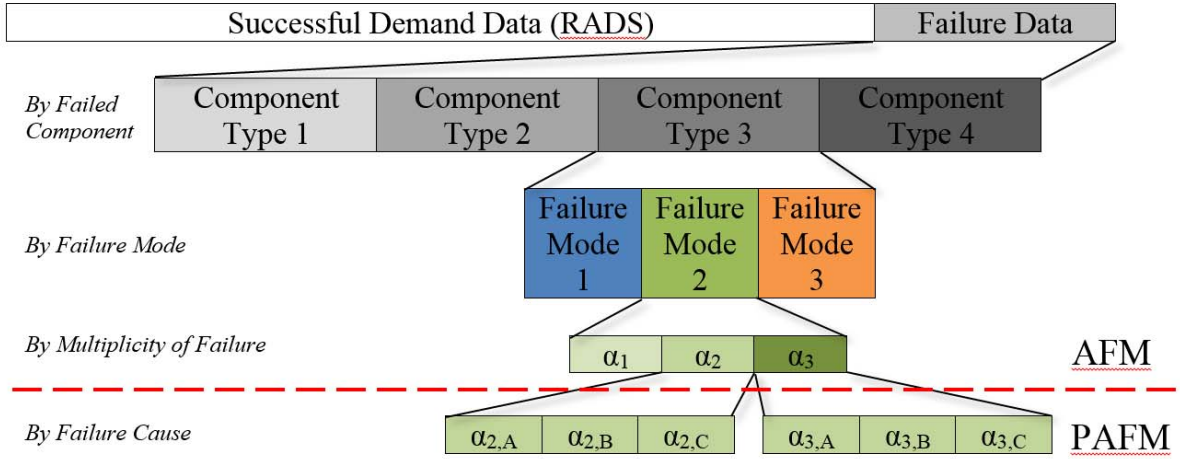 Successful Demand Data (RADS) Failure Data
By Failed
Component
Component
Type 1
Component
Type 2
Component
Type 3
Component
Type 4
By Failure Mode
Failure
Mode
1
Failure
Mode
2
Failure
Mode
3
By Multiplicity of Failure
α1 α2 α3
AFM
By Failure Cause
α2,A α2,B α2,C α3,A α3,B α3,C
PAFM